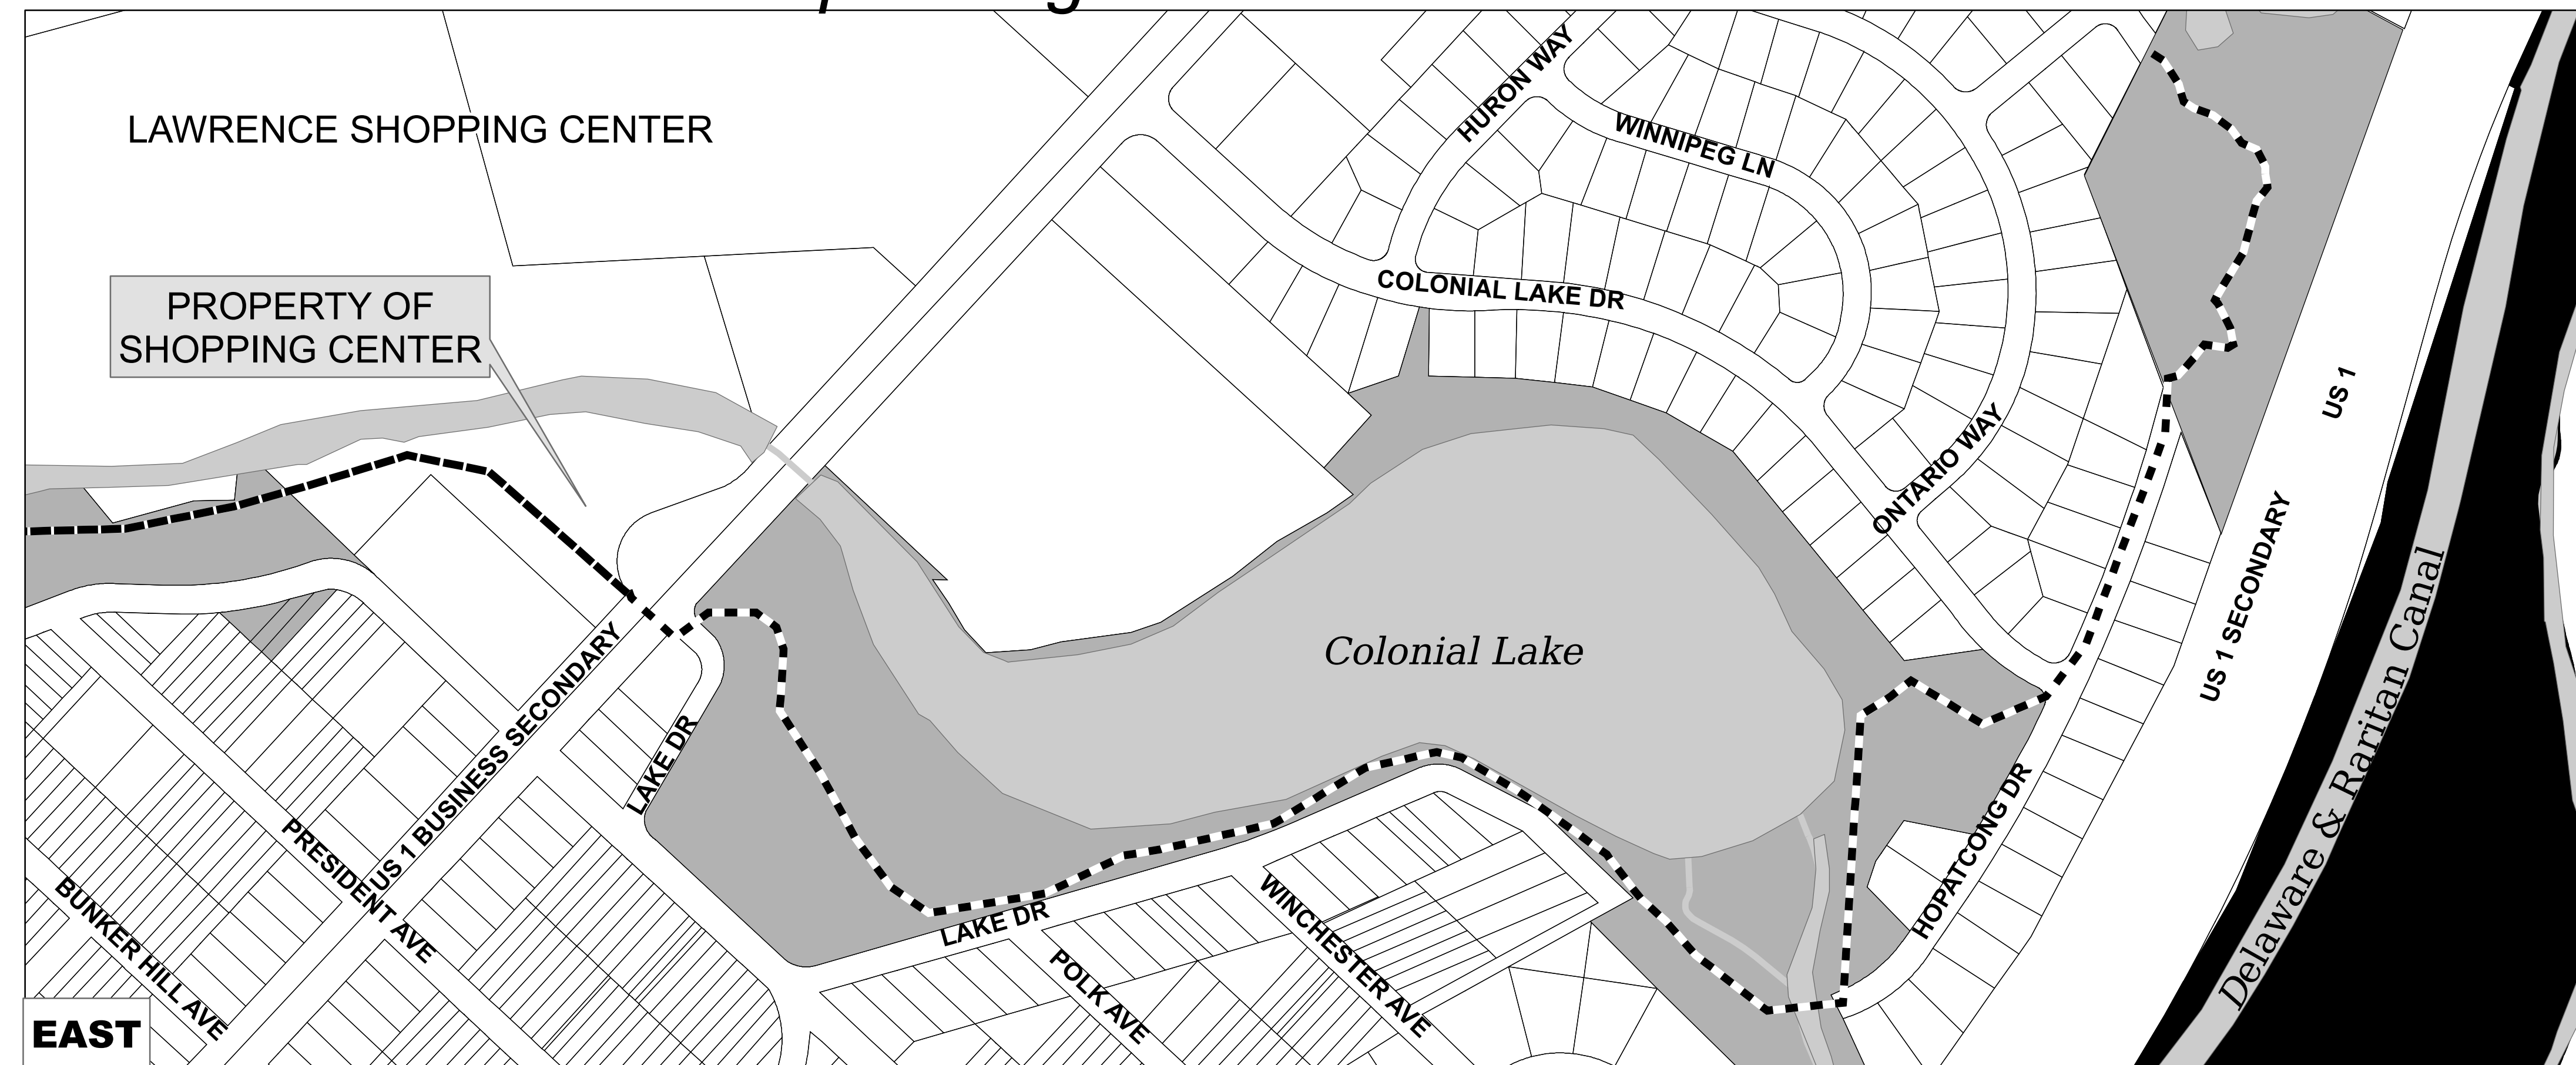 LAWRENCE SHOPPING CENTER
PROPERTY OF
SHOPPING CENTER
HURON WAY
WINNIPEG LN
COLONIAL LAKE DR
ONTARIO WAY
US 1
US 1 SECONDARY
Delaware & Raritan Canal
Colonial Lake
HOPATCONG DR
US 1 BUSINESS SECONDARY
LAKE DR
LAKE DR
PRESIDENT AVE
BUNKER HILL AVE
POLK AVE
WINCHESTER AVE
EAST